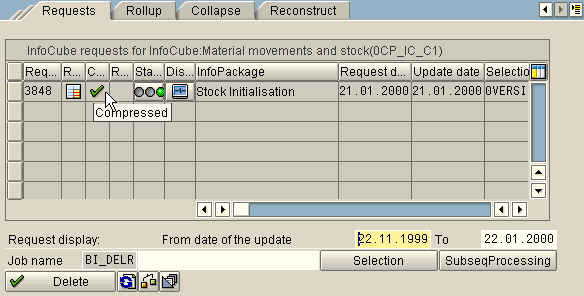 Requests Rollup Collapse Reconstruct
InfoCube requests for InfoCube:Material movements and stock(0CP_IC_C1)
Req... R... C... R... Sta... Dis... InfoPackage Request d... Update date Selectio
3848 Stock Initialisation 21.01.2000 21.01.2000 0VERSI
Compressed
Request display: From date of the update 22.11.1999 To 22.01.2000
Job name BI_DELR Selection SubseqProcessing
Delete